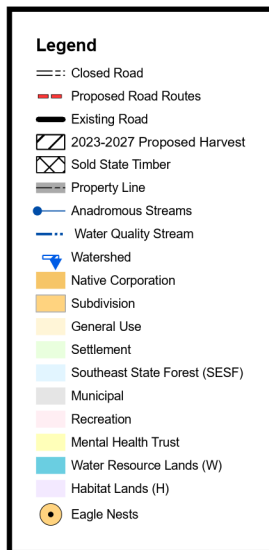 Legend
Closed Road
Proposed Road Routes
Existing Road
2023-2027 Proposed Harvest
Sold State Timber
Property Line
Anadromous Streams
Water Quality Stream
Watershed
Native Corporation
Subdivision
General Use
Settlement
Southeast State Forest (SESF)
Municipal
Recreation
Mental Health Trust
Water Resource Lands (W)
Habitat Lands (H)
Eagle Nests